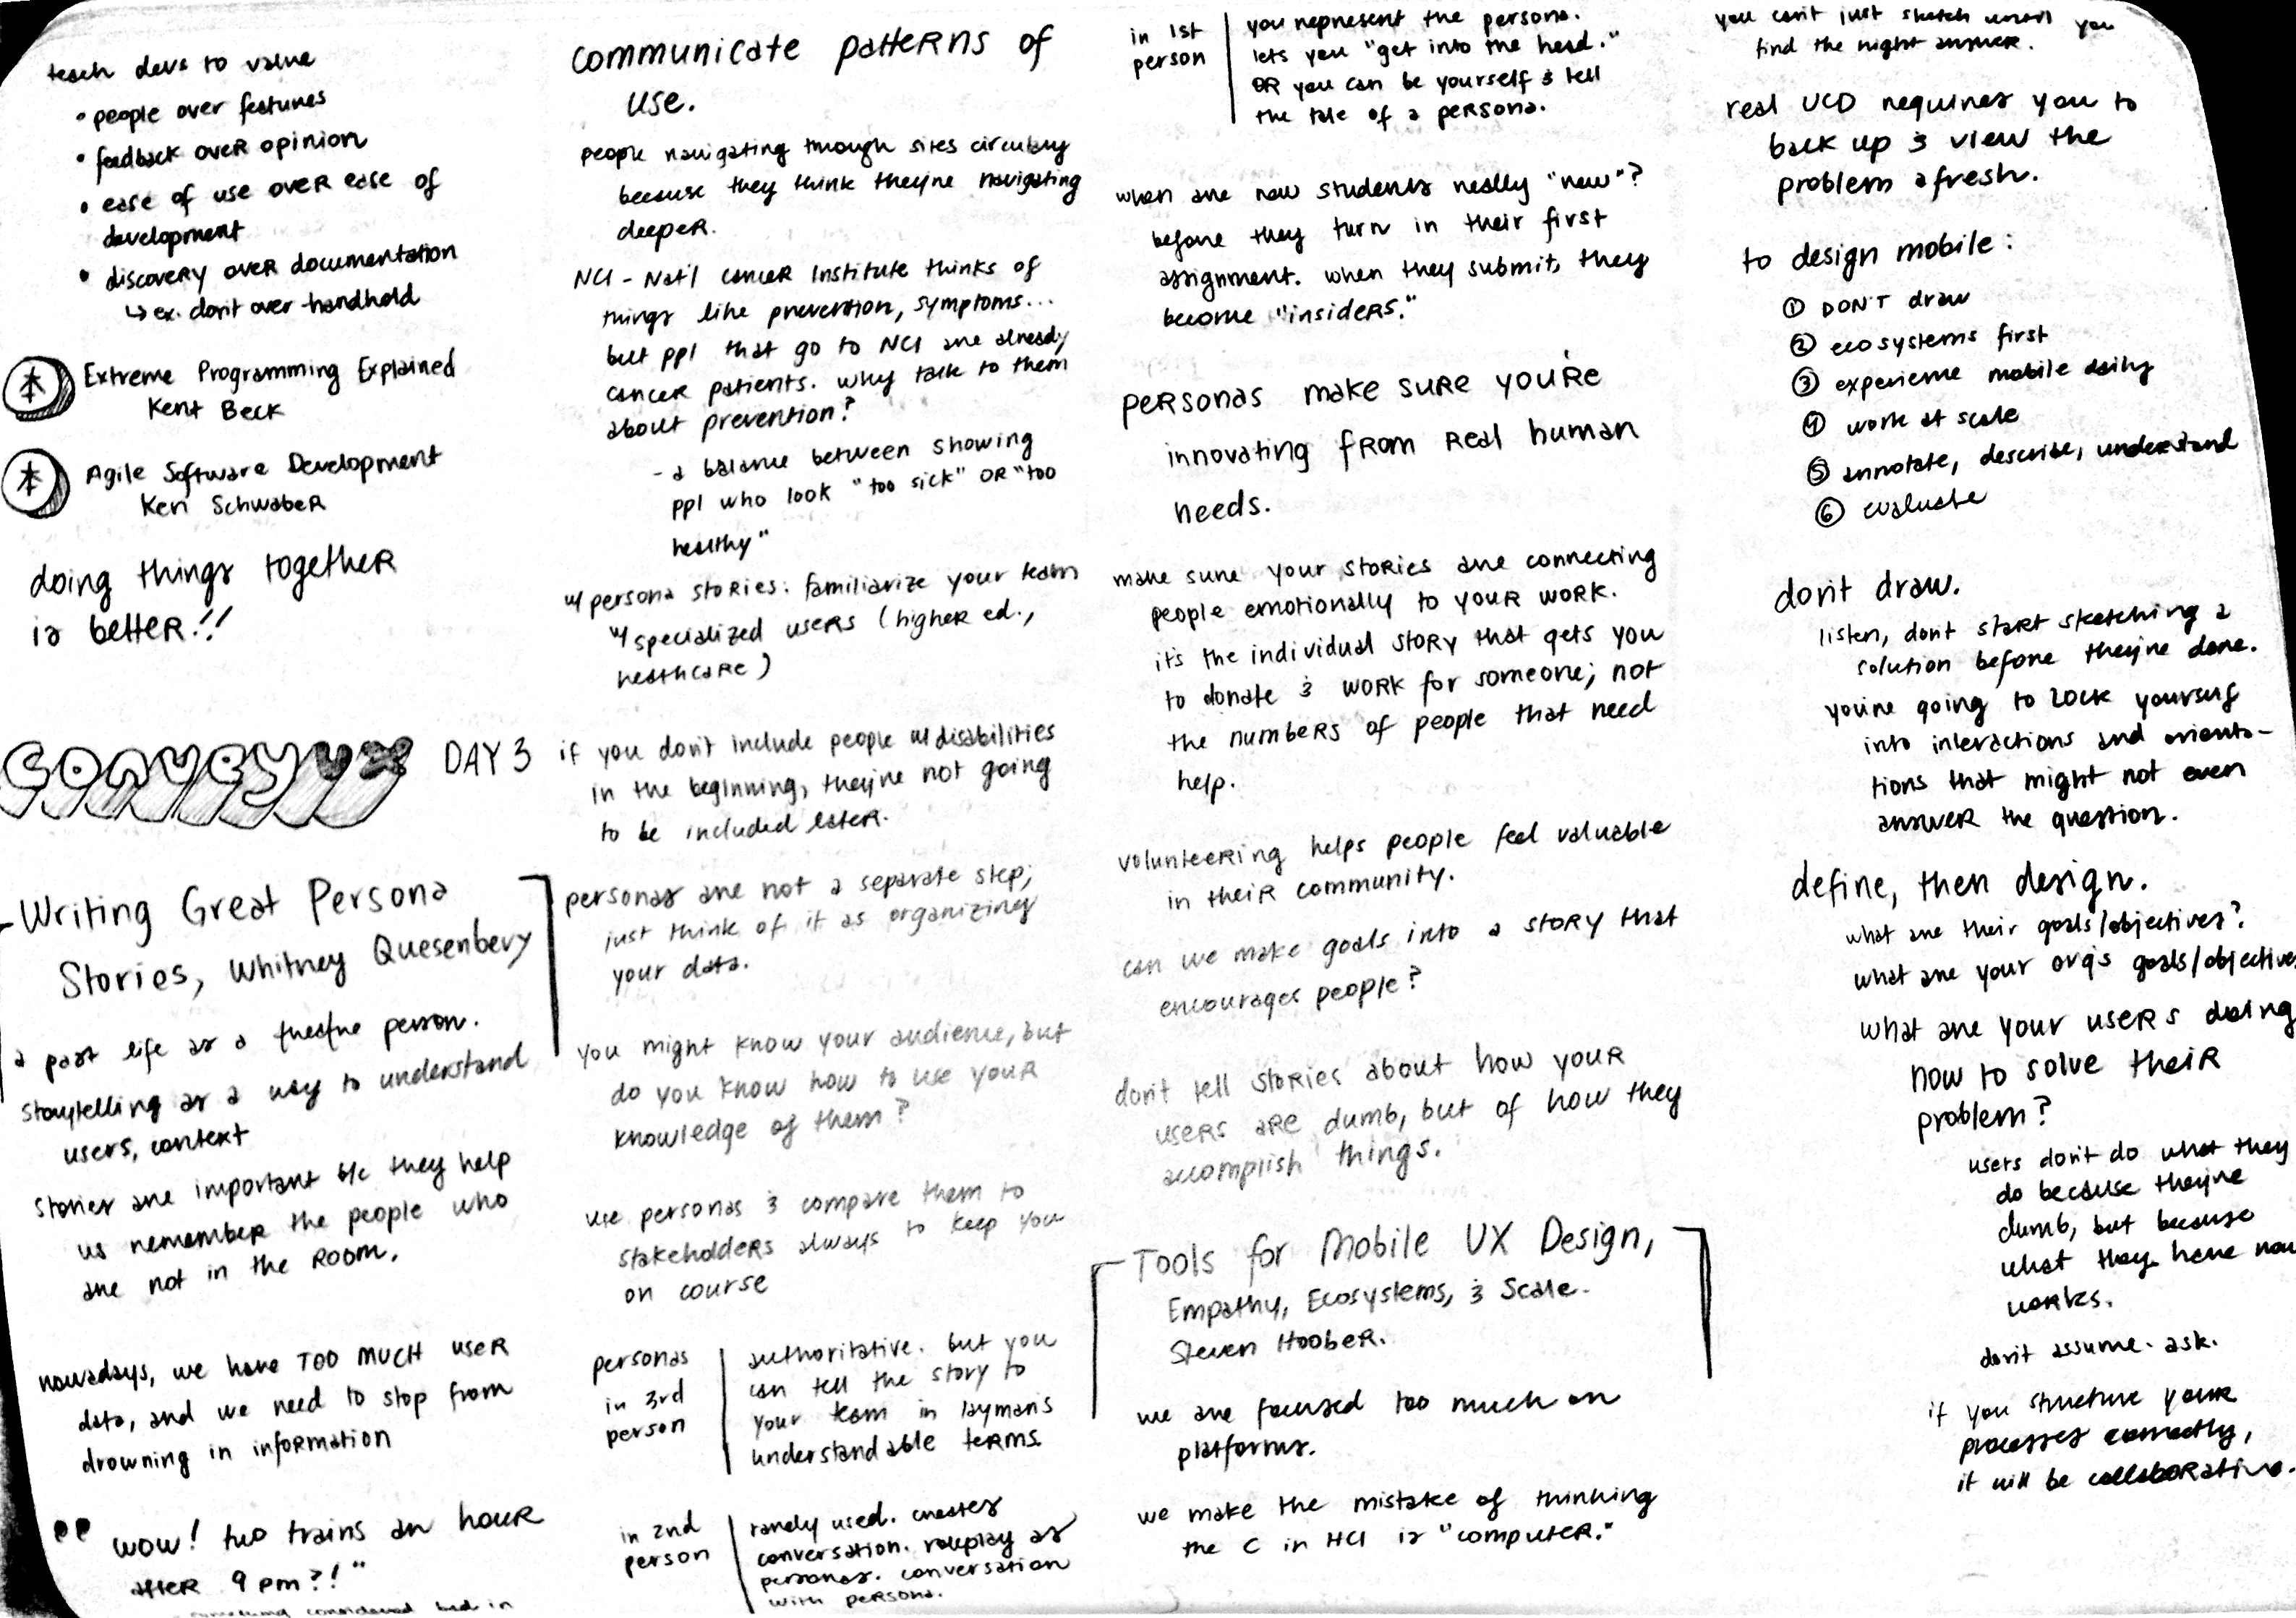 teach devs to value
• people over features
• feedback over opinion
• ease of use over ease of
development
• discovery over documentation
↳ ex. don't over-handhold
Extreme Programming Explained
Kent Beck
Agile Software Development
Ken Schwaber
doing things together
is better!!
CONVEY UX DAY 3
Writing Great Persona
Stories, Whitney Quesenbery
a past life as a theatre person.
storytelling as a way to understand
users, context
stories are important b/c they help
us remember the people who
are not in the room.
nowadays, we have TOO MUCH user
data, and we need to stop from
drowning in information
"wow! two trains an hour
after 9 pm?!"
something considered bad in
communicate patterns of
use.
people navigating through sites circularly
because they think they're navigating
deeper.
NCI - Nat'l Cancer Institute thinks of
things like prevention, symptoms...
but ppl that go to NCI are already
cancer patients. why talk to them
about prevention?
- a balance between showing
ppl who look "too sick" OR "too
healthy"
w/ persona stories: familiarize your team
w/ specialized users (higher ed.,
healthcare)
if you don't include people w/ disabilities
in the beginning, they're not going
to be included later.
personas are not a separate step;
just think of it as organizing
your data.
you might know your audience, but
do you know how to use your
knowledge of them?
use personas & compare them to
stakeholders always to keep you
on course
personas
in 3rd
person
authoritative. but you
can tell the story to
your team in layman's
understandable terms.
in 2nd
person
rarely used. creates
conversation. roleplay as
personas. conversation
with persona.
in 1st
person
you represent the persona.
lets you "get into the head."
OR you can be yourself & tell
the tale of a persona.
when are new students really "new"?
before they turn in their first
assignment. when they submit, they
become "insiders."
personas make sure you're
innovating from real human
needs.
make sure your stories are connecting
people emotionally to your work.
it's the individual story that gets you
to donate & work for someone; not
the numbers of people that need
help.
volunteering helps people feel valuable
in their community.
can we make goals into a story that
encourages people?
don't tell stories about how your
users are dumb, but of how they
accomplish things.
Tools for Mobile UX Design,
Empathy, Ecosystems, & Scale.
Steven Hoober.
we are focused too much on
platforms.
we make the mistake of thinking
the C in HCI is "computer."
you can't just sketch until you
find the right answer. you
real UCD requires you to
back up & view the
problem afresh.
to design mobile:
① DON'T draw
② ecosystems first
③ experience mobile daily
④ work at scale
⑤ annotate, describe, understand
⑥ evaluate
don't draw.
listen, don't start sketching a
solution before they're done.
you're going to lock yourself
into interactions and orienta-
tions that might not even
answer the question.
define, then design.
what are their goals/objectives?
what are your org's goals/objective
what are your users doing
now to solve their
problem?
users don't do what they
do because they're
dumb, but because
what they have now
works.
don't assume. ask.
if you structure your
processes correctly,
it will be collaborative.